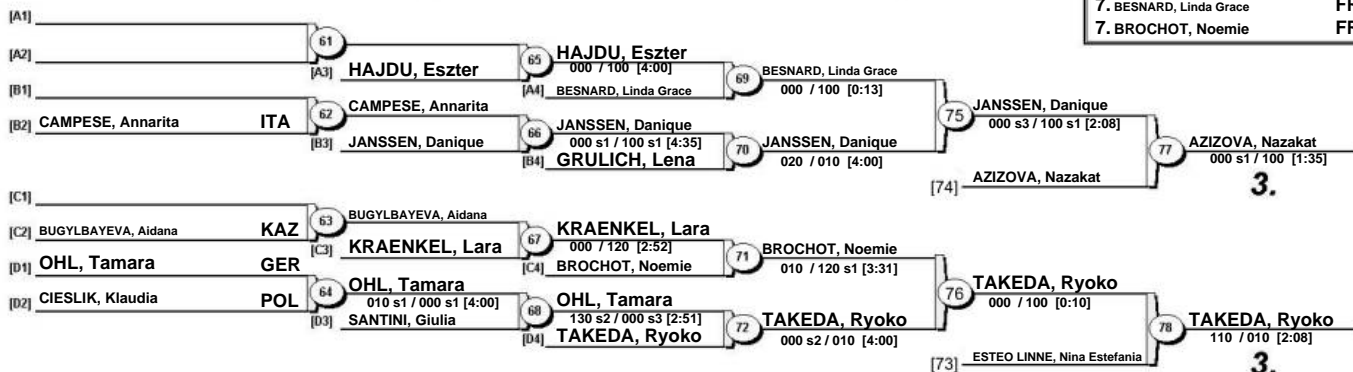 7. BESNARD, Linda Grace FR
7. BROCHOT, Noemie FR
[A1]
61
[A2]
[A3] HAJDU, Eszter
65
HAJDU, Eszter
000 / 100 [4:00]
[A4] BESNARD, Linda Grace
69
BESNARD, Linda Grace
000 / 100 [0:13]
[B1]
[B2] CAMPESE, Annarita ITA
62
CAMPESE, Annarita
[B3] JANSSEN, Danique
66
JANSSEN, Danique
000 s1 / 100 s1 [4:35]
[B4] GRULICH, Lena
70
JANSSEN, Danique
020 / 010 [4:00]
75
JANSSEN, Danique
000 s3 / 100 s1 [2:08]
[74] AZIZOVA, Nazakat
77
AZIZOVA, Nazakat
000 s1 / 100 [1:35]
3.
[C1]
[C2] BUGYLBAYEVA, Aidana KAZ
63
BUGYLBAYEVA, Aidana
[C3] KRAENKEL, Lara
67
KRAENKEL, Lara
000 / 120 [2:52]
[C4] BROCHOT, Noemie
71
BROCHOT, Noemie
010 / 120 s1 [3:31]
[D1] OHL, Tamara GER
[D2] CIESLIK, Klaudia POL
64
OHL, Tamara
010 s1 / 000 s1 [4:00]
[D3] SANTINI, Giulia
68
OHL, Tamara
130 s2 / 000 s3 [2:51]
[D4] TAKEDA, Ryoko
72
TAKEDA, Ryoko
000 s2 / 010 [4:00]
76
TAKEDA, Ryoko
000 / 100 [0:10]
[73] ESTEO LINNE, Nina Estefania
78
TAKEDA, Ryoko
110 / 010 [2:08]
3.